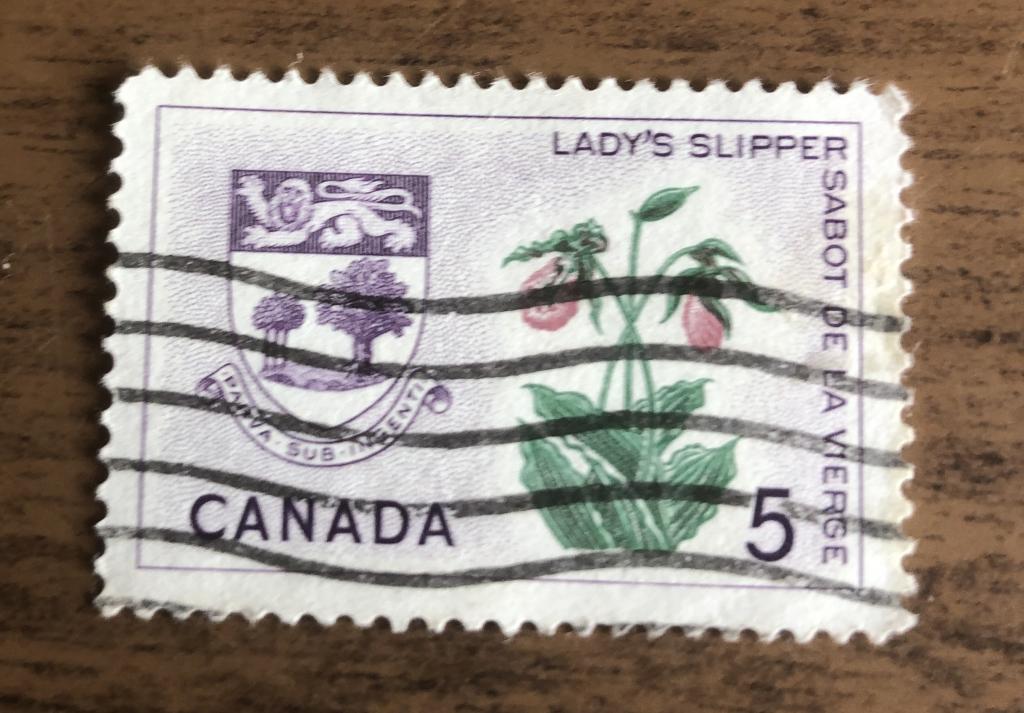 LADY'S SLIPPER
SABOT DE LA VIERGE
PARVA·SUB·INGENTI
CANADA
5